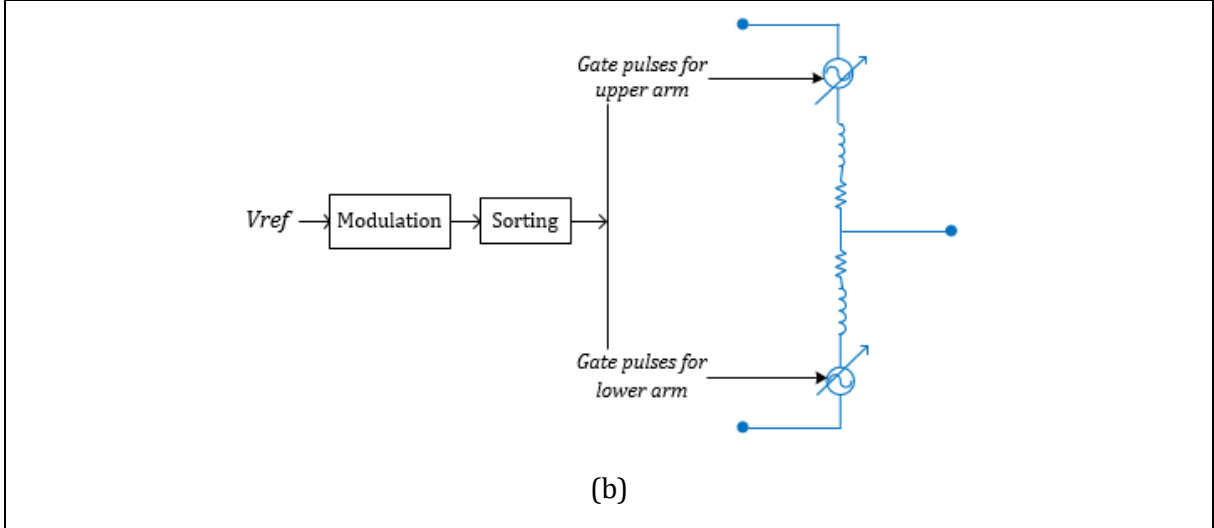 Gate pulses for
upper arm
Vref
Modulation
Sorting
Gate pulses for
lower arm
(b)